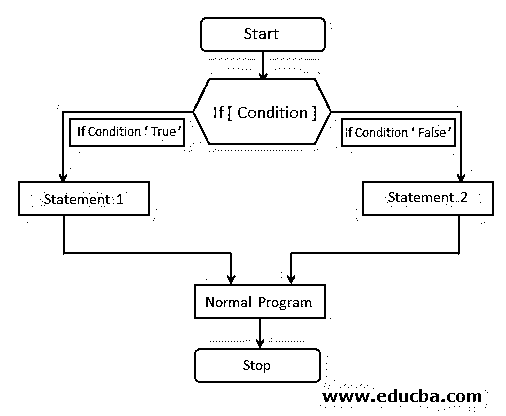 Start
If [ Condition ]
If Condition ‘ True’
if Condition ‘ False’
Statement 1
Statement 2
Normal Program
Stop
www.educba.com